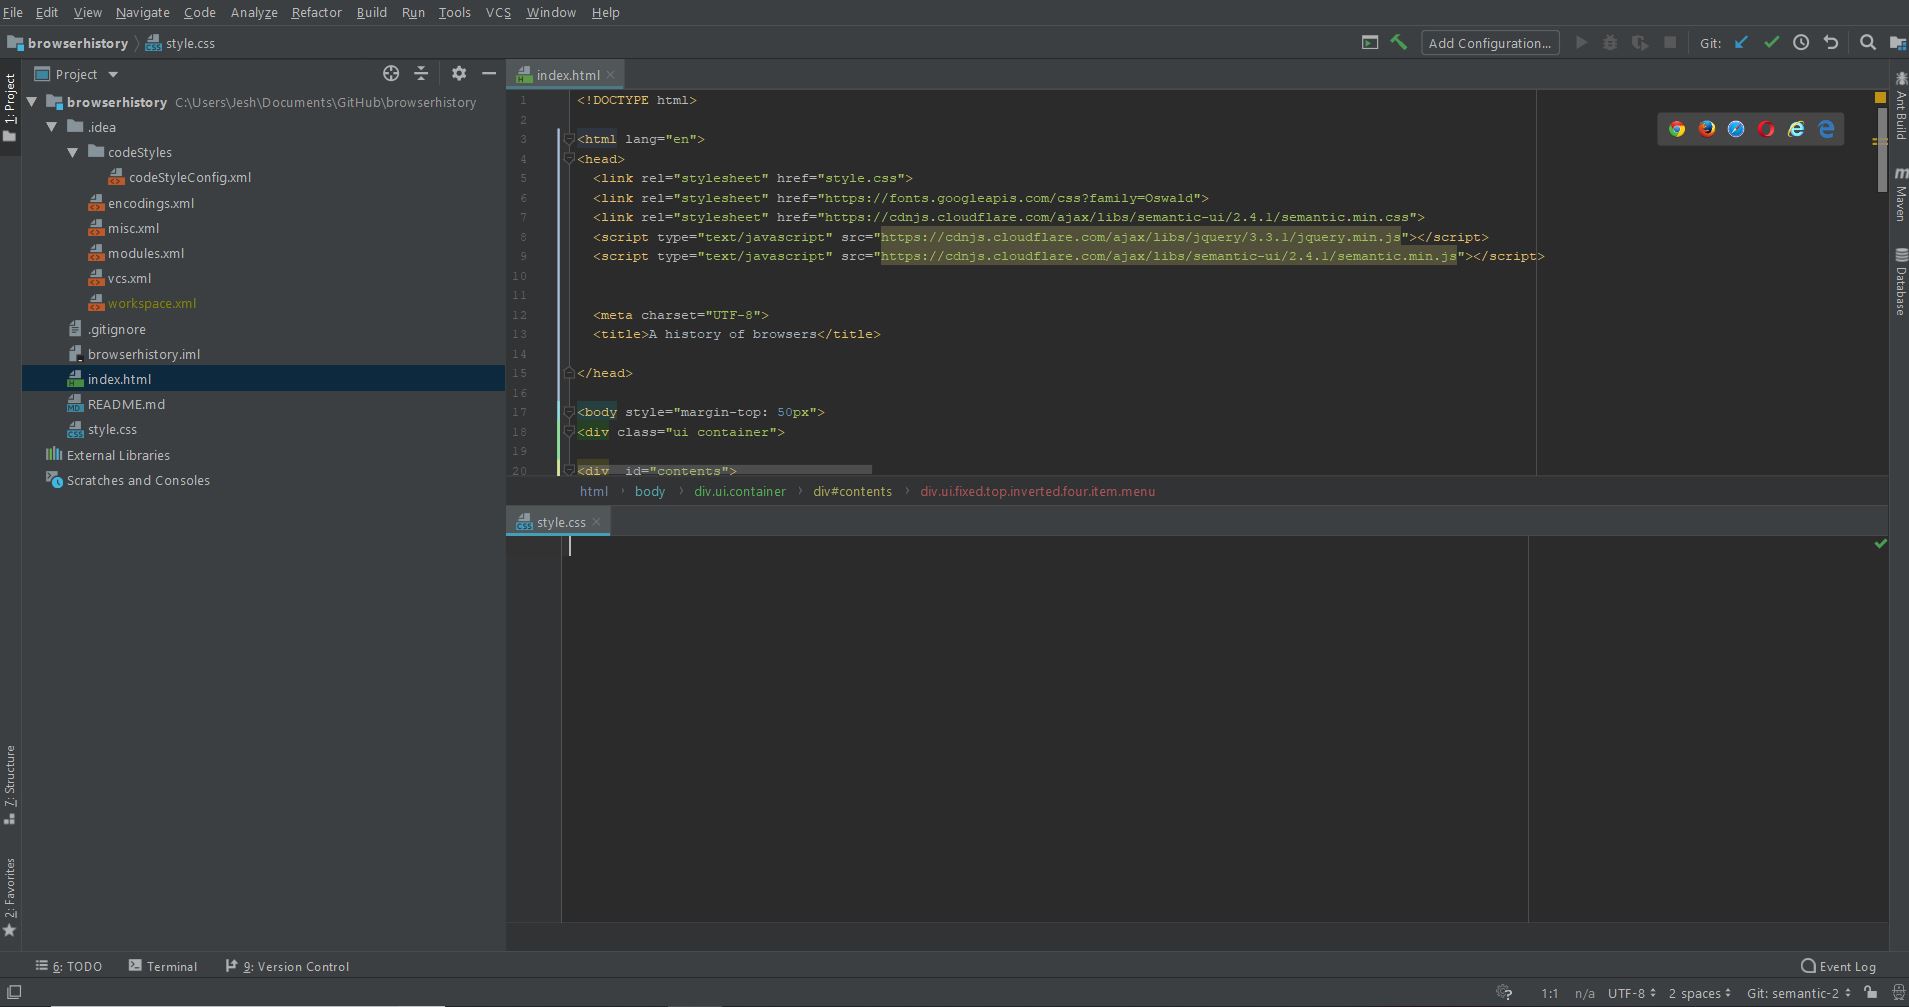 File Edit View Navigate Code Analyze Refactor Build Run Tools VCS Window Help
browserhistory style.css Add Configuration... Git:
1: Project
Project
browserhistory C:\Users\Jesh\Documents\GitHub\browserhistory
.idea
codeStyles
codeStyleConfig.xml
encodings.xml
misc.xml
modules.xml
vcs.xml
workspace.xml
.gitignore
browserhistory.iml
index.html
README.md
style.css
External Libraries
Scratches and Consoles
7: Structure
2: Favorites
index.html
1 <!DOCTYPE html>
2
3 <html lang="en">
4 <head>
5 <link rel="stylesheet" href="style.css">
6 <link rel="stylesheet" href="https://fonts.googleapis.com/css?family=Oswald">
7 <link rel="stylesheet" href="https://cdnjs.cloudflare.com/ajax/libs/semantic-ui/2.4.1/semantic.min.css">
8 <script type="text/javascript" src="https://cdnjs.cloudflare.com/ajax/libs/jquery/3.3.1/jquery.min.js"></script>
9 <script type="text/javascript" src="https://cdnjs.cloudflare.com/ajax/libs/semantic-ui/2.4.1/semantic.min.js"></script>
10
11
12 <meta charset="UTF-8">
13 <title>A history of browsers</title>
14
15 </head>
16
17 <body style="margin-top: 50px">
18 <div class="ui container">
19
20 <div id="contents">
html body div.ui.container div#contents div.ui.fixed.top.inverted.four.item.menu
style.css
Ant Build
Maven
Database
6: TODO Terminal 9: Version Control Event Log
1:1 n/a UTF-8 2 spaces Git: semantic-2